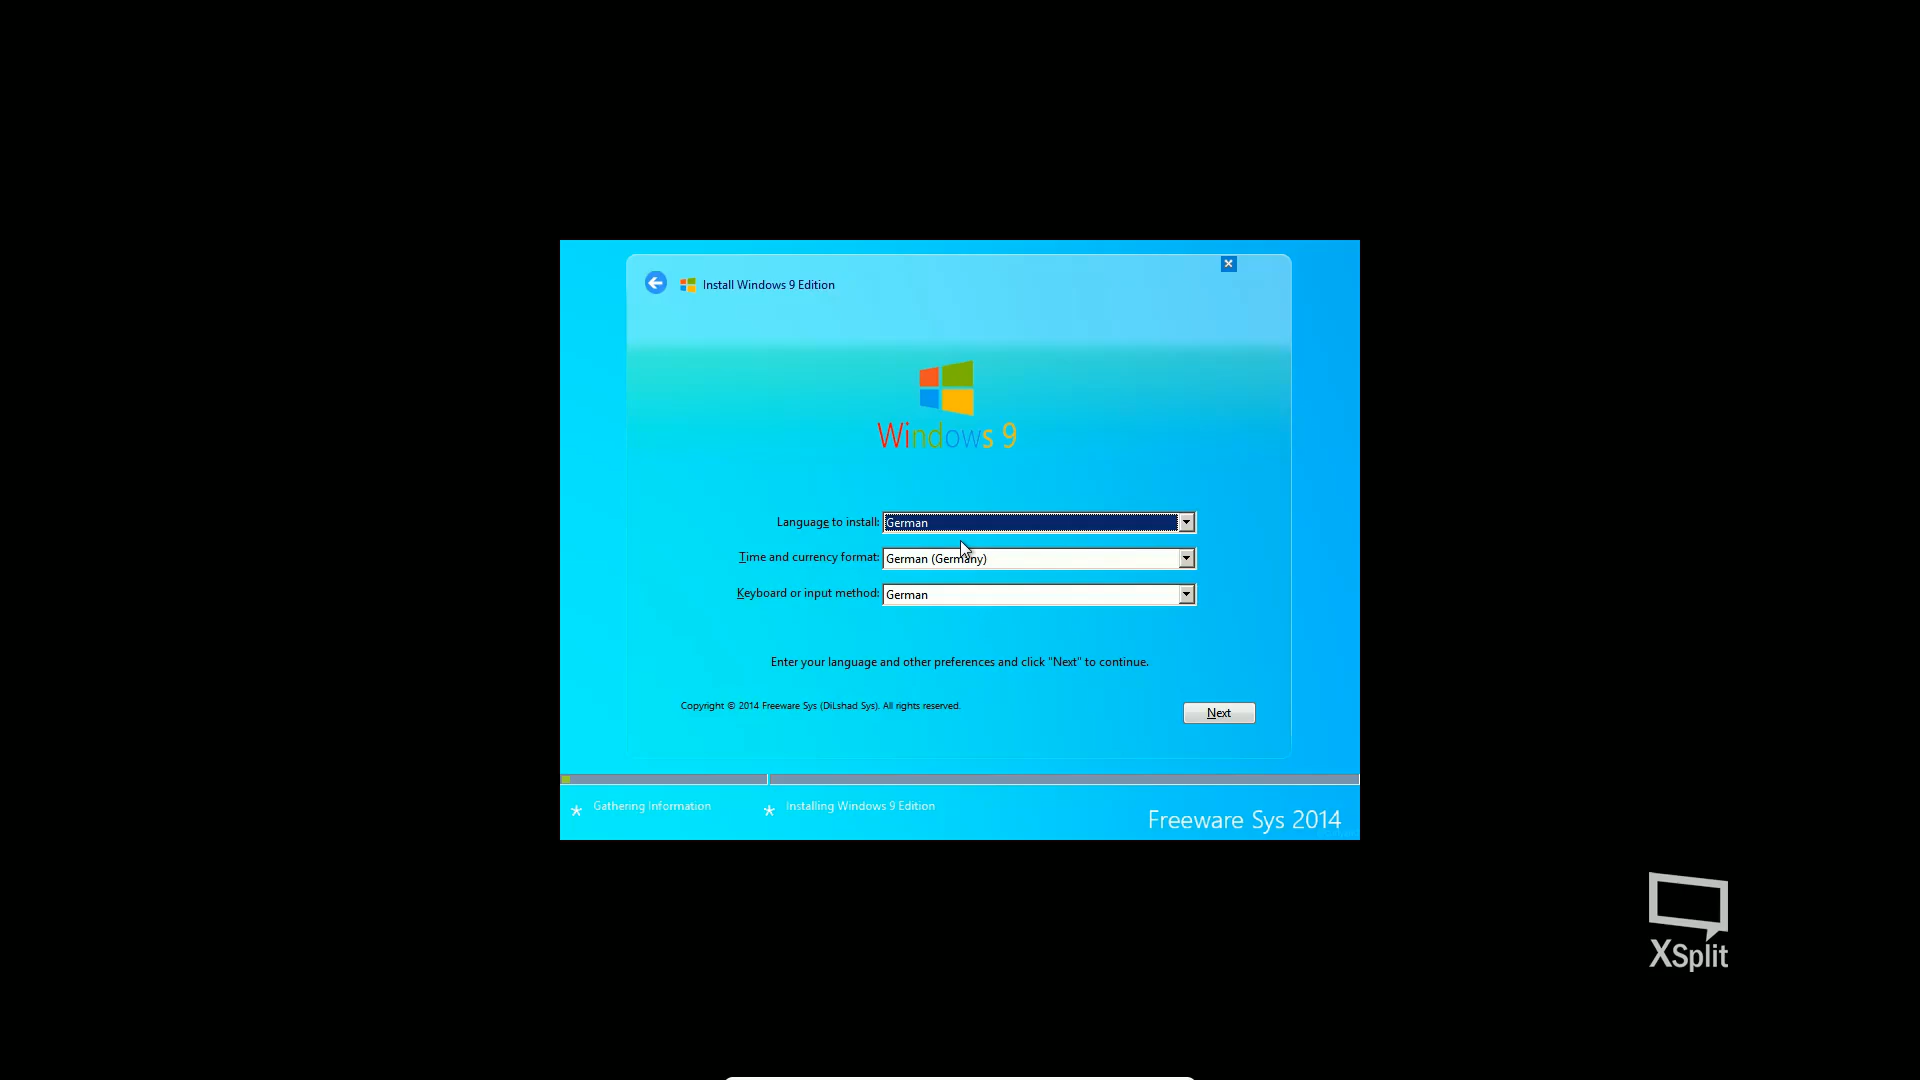 Install Windows 9 Edition
Windows 9
Language to install: German
Time and currency format: German (Germany)
Keyboard or input method: German
Enter your language and other preferences and click "Next" to continue.
Copyright © 2014 Freeware Sys (DiLshad Sys). All rights reserved.
Next
Gathering Information
Installing Windows 9 Edition
Freeware Sys 2014
XSplit